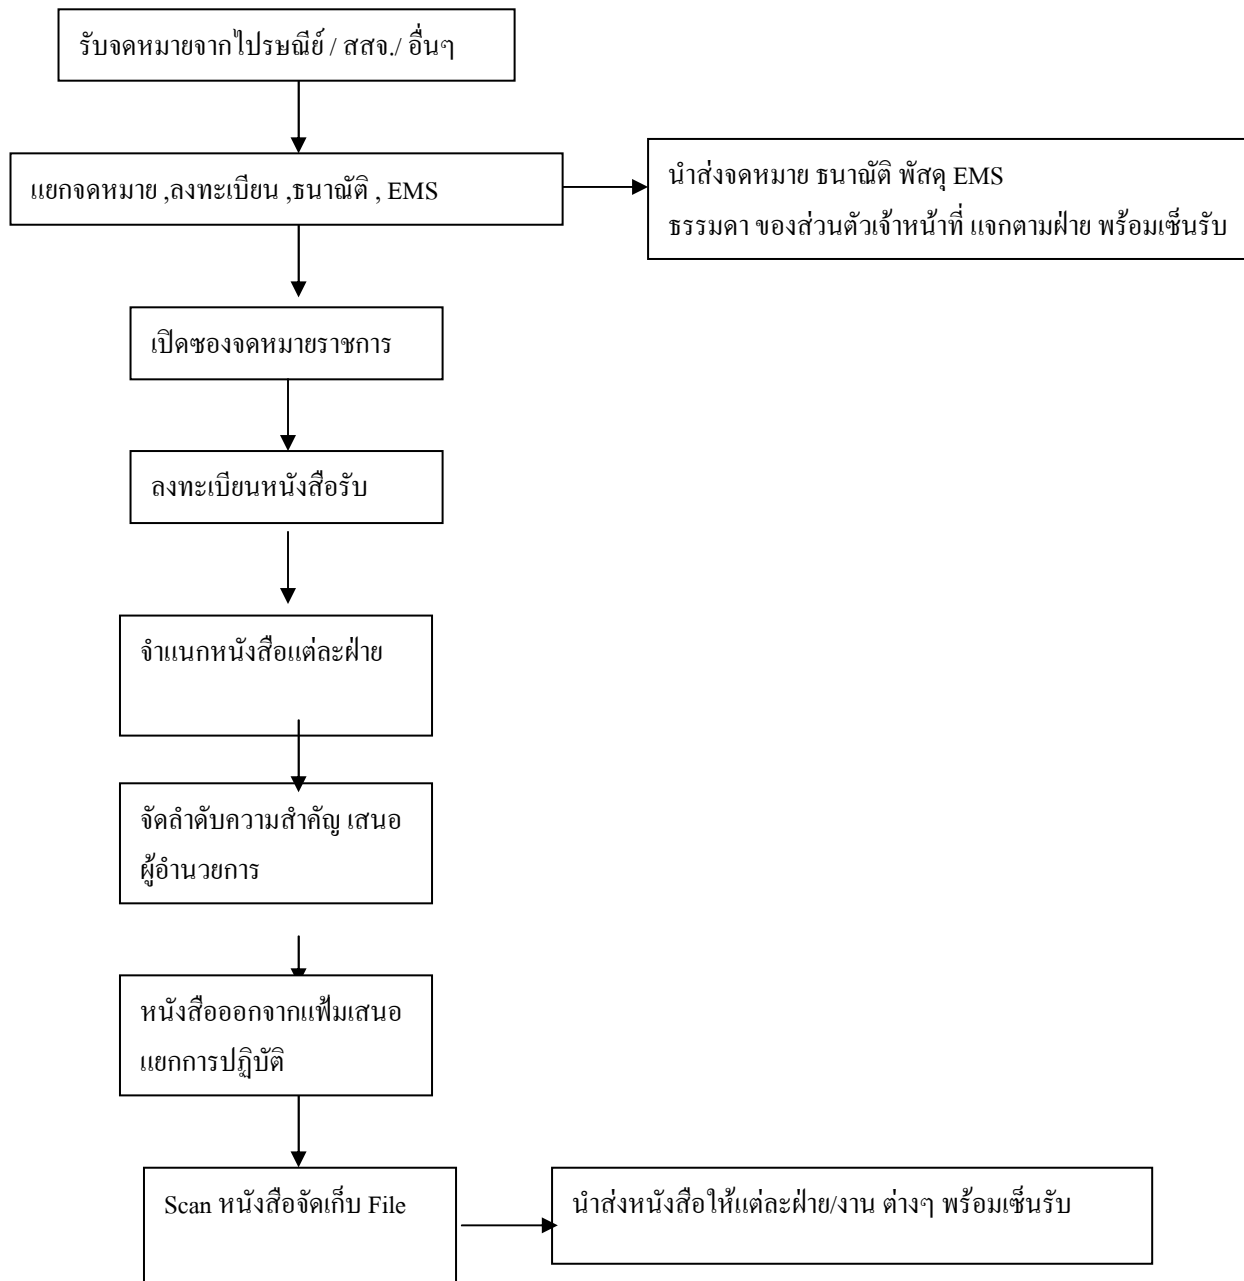 รับจดหมายจากไปรษณีย์ / สสจ./ อื่นๆ
แยกจดหมาย ,ลงทะเบียน ,ธนาณัติ , EMS
นำส่งจดหมาย ธนาณัติ พัสดุ EMS
ธรรมดา ของส่วนตัวเจ้าหน้าที่ แจกตามฝ่าย พร้อมเซ็นรับ
เปิดซองจดหมายราชการ
ลงทะเบียนหนังสือรับ
จำแนกหนังสือแต่ละฝ่าย
จัดลำดับความสำคัญ เสนอ
ผู้อำนวยการ
หนังสือออกจากแฟ้มเสนอ
แยกการปฏิบัติ
Scan หนังสือจัดเก็บ File
นำส่งหนังสือให้แต่ละฝ่าย/งาน ต่างๆ พร้อมเซ็นรับ